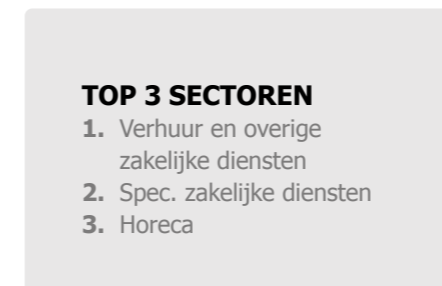 TOP 3 SECTOREN
1. Verhuur en overige
zakelijke diensten
2. Spec. zakelijke diensten
3. Horeca